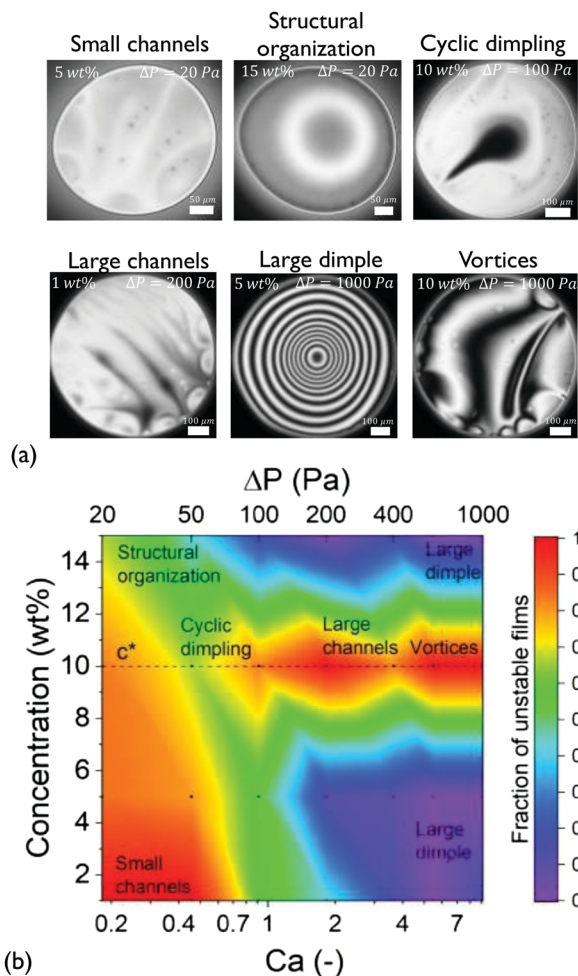 Small channels
Structural
organization
Cyclic dimpling
5 wt% ΔP = 20 Pa
15 wt% ΔP = 20 Pa
10 wt% ΔP = 100 Pa
50 μm
50 μm
100 μm
Large channels
Large dimple
Vortices
1 wt% ΔP = 200 Pa
5 wt% ΔP = 1000 Pa
10 wt% ΔP = 1000 Pa
100 μm
100 μm
100 μm
(a)
ΔP (Pa)
20 50 100 200 400 1000
Structural
organization
Large
dimple
Cyclic
dimpling
Large
channels
Vortices
c*
Large
dimple
Small
channels
14
12
10
8
6
4
2
Concentration (wt%)
0.2 0.4 0.7 1 2 4 7
Ca (-)
Fraction of unstable films
(b)